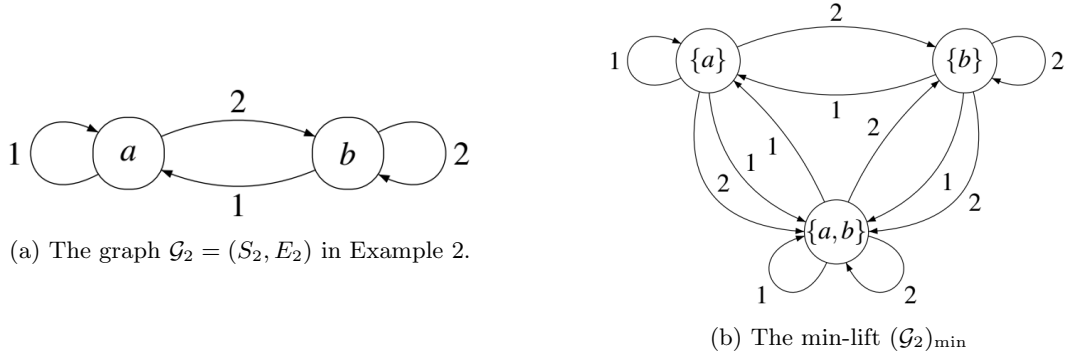 1
a
2
1
b
2
(a) The graph 𝒢₂ = (S₂, E₂) in Example 2.
1
{a}
2
1
{b}
2
2
1
1
2
1
2
{a, b}
1
2
(b) The min-lift (𝒢₂)ₘᵢₙ